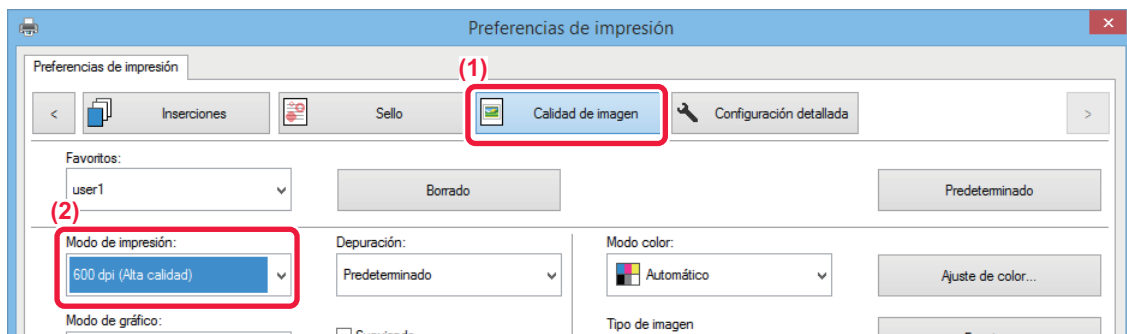 Preferencias de impresión
Preferencias de impresión
(1)
< Inserciones Sello Calidad de imagen Configuración detallada >
Favoritos:
user1 Borrado Predeterminado
(2)
Modo de impresión: Depuración: Modo color:
600 dpi (Alta calidad) Predeterminado Automático Ajuste de color...
Modo de gráfico: Tipo de imagen